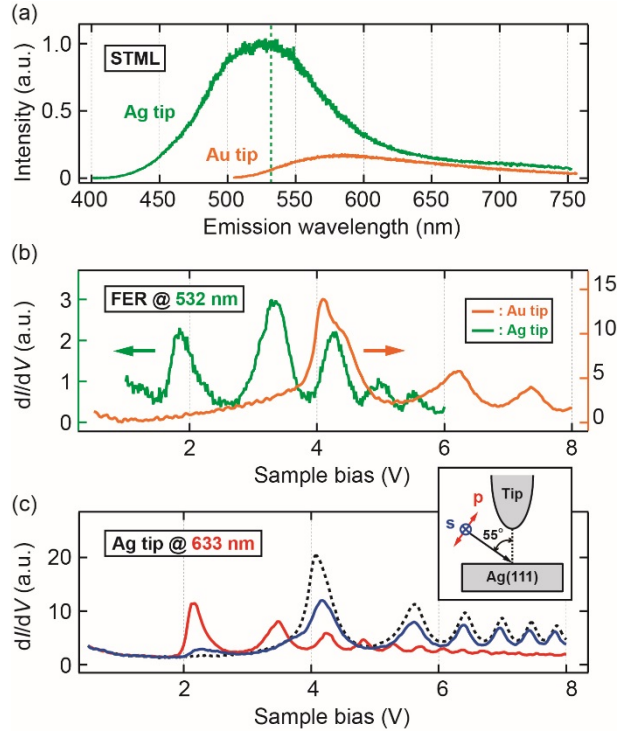 (a)
Intensity (a.u.)
1.0
0.5
0
STML
Ag tip
Au tip
400 450 500 550 600 650 700 750
Emission wavelength (nm)
(b)
dI/dV (a.u.)
3
2
1
0
FER @ 532 nm
: Au tip
: Ag tip
15
10
5
0
2 4 6 8
Sample bias (V)
(c)
dI/dV (a.u.)
20
10
0
Ag tip @ 633 nm
Tip
p
s
55°
Ag(111)
2 4 6 8
Sample bias (V)